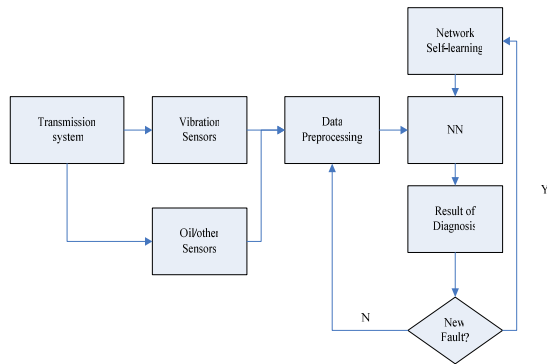 Network
Self-learning
Transmission
system
Vibration
Sensors
Data
Preprocessing
NN
Oil/other
Sensors
Result of
Diagnosis
New
Fault?
N
Y